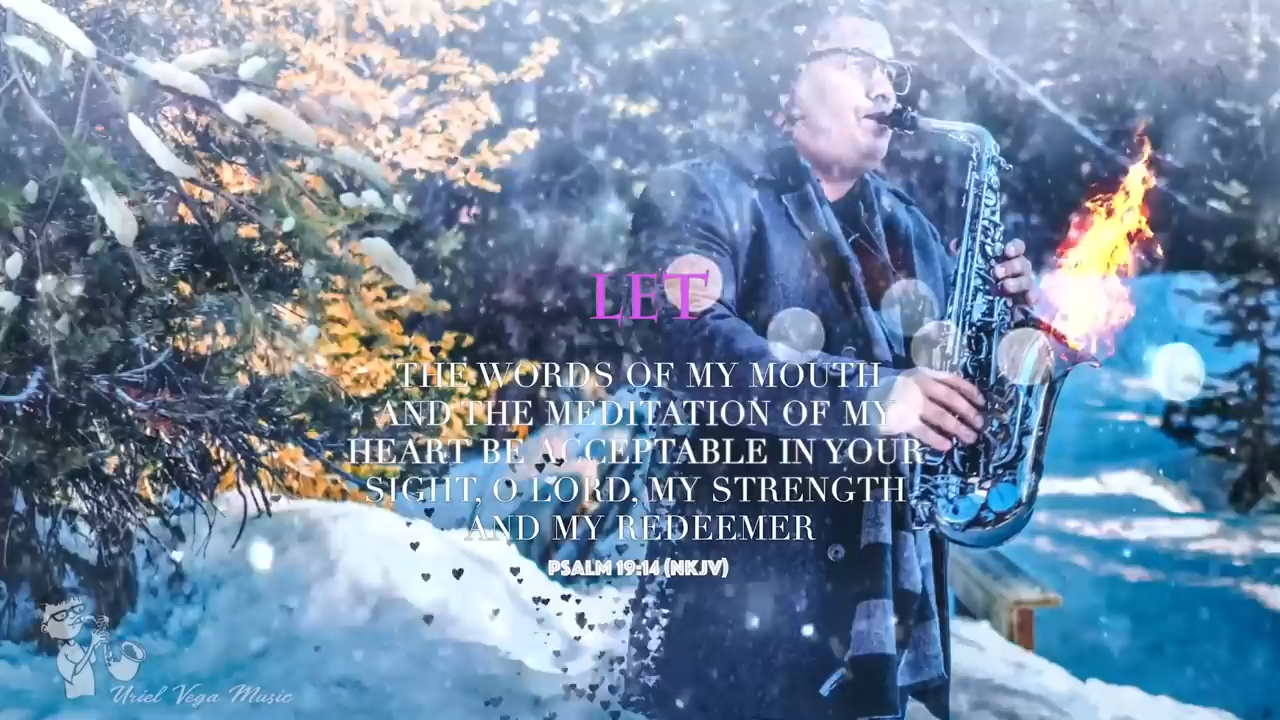 LET
THE WORDS OF MY MOUTH
AND THE MEDITATION OF MY
HEART BE ACCEPTABLE IN YOUR
SIGHT, O LORD, MY STRENGTH
AND MY REDEEMER
PSALM 19:14 (NKJV)
Uriel Vega Music